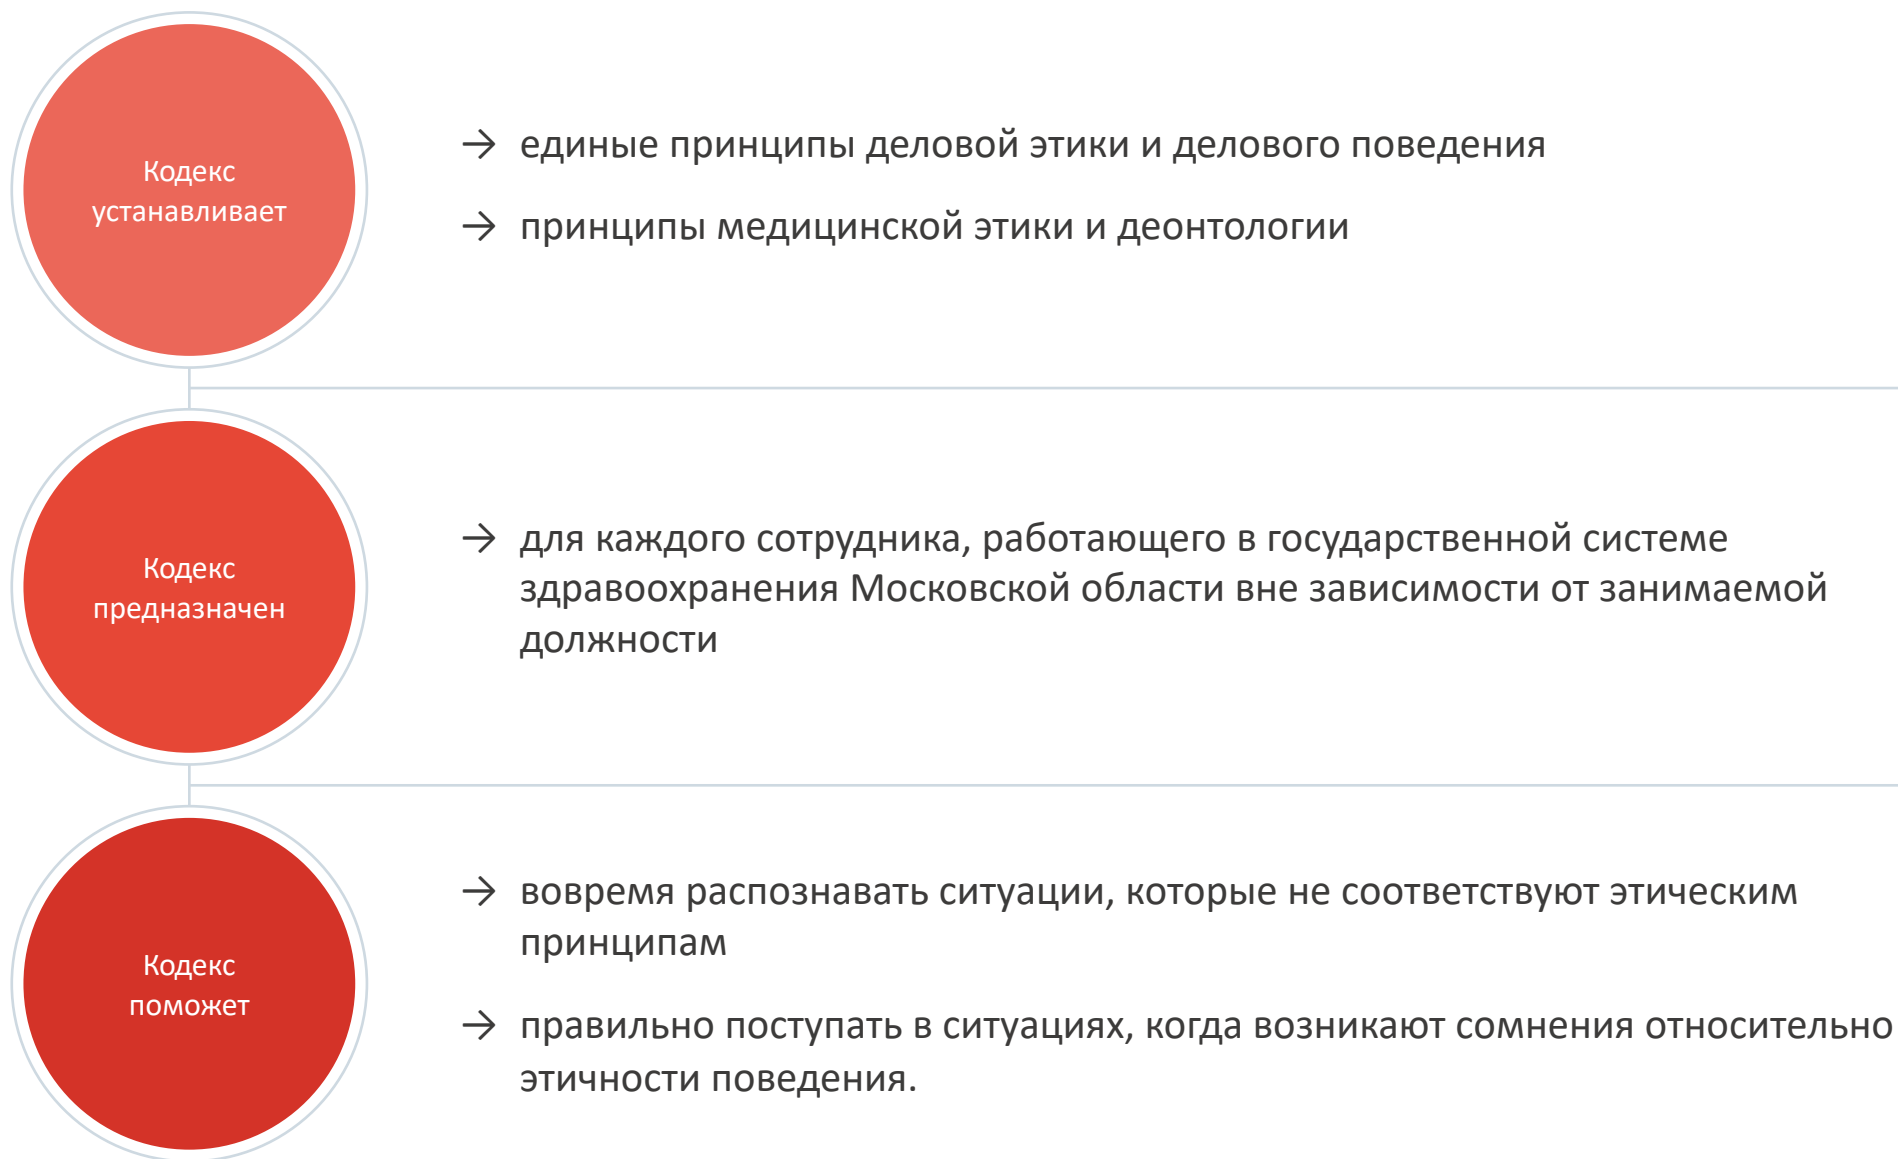 Кодекс
устанавливает
→ единые принципы деловой этики и делового поведения
→ принципы медицинской этики и деонтологии
Кодекс
предназначен
→ для каждого сотрудника, работающего в государственной системе
здравоохранения Московской области вне зависимости от занимаемой
должности
Кодекс
поможет
→ вовремя распознавать ситуации, которые не соответствуют этическим
принципам
→ правильно поступать в ситуациях, когда возникают сомнения относительно
этичности поведения.